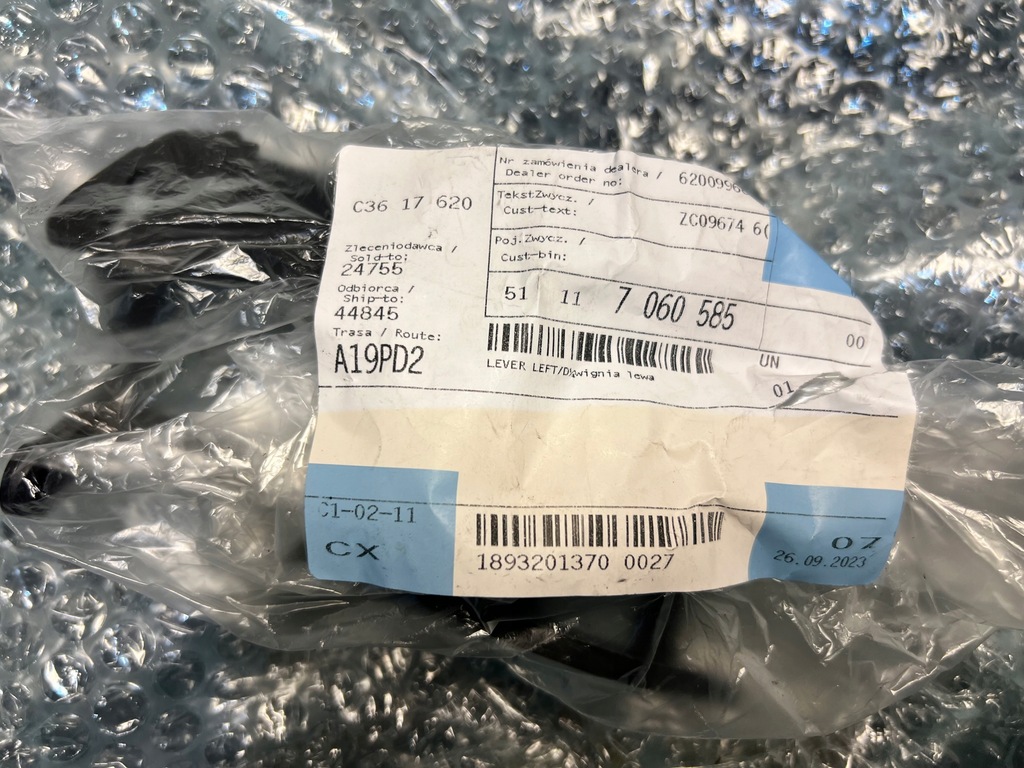 C36 17 620
Zleceniodawca /
Sold-to:
24755
Odbiorca /
Ship-to:
44845
Trasa / Route:
A19PD2
Nr zamówienia dealera /
Dealer order no:
TekstZwycz. /
Cust-text: ZC09674
Poj.Zwycz. /
Cust-bin:
51 11 7 060 585
00
LEVER LEFT/Dźwignia lewa
UN
01
C1-02-11
CX
1893201370 0027
07
26.09.2023